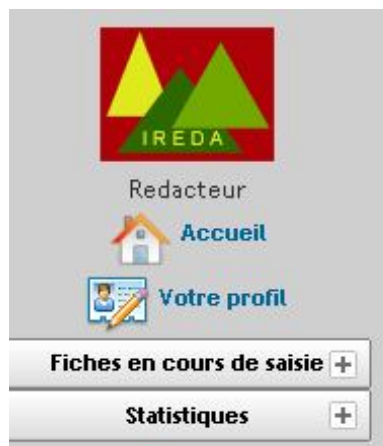 IREDA
Redacteur
Accueil
Votre profil
Fiches en cours de saisie
Statistiques